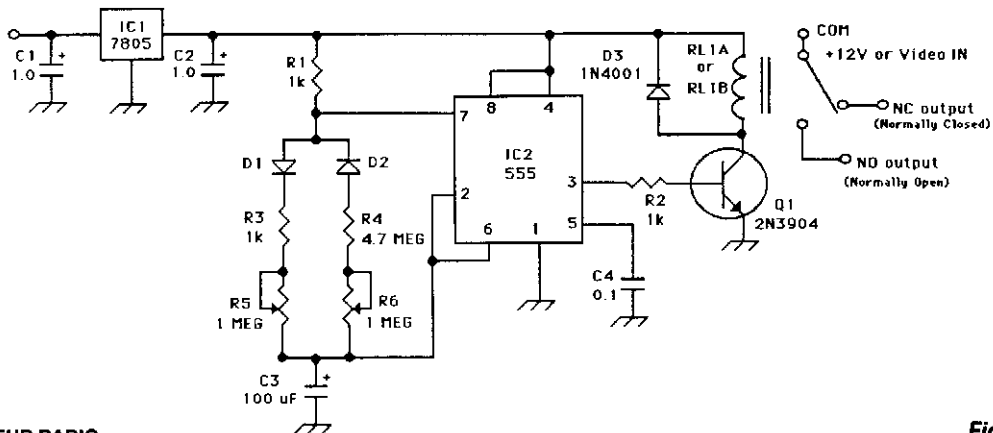 IC1
7805
C1
1.0
+
C2
1.0
+
R1
1k
D1
D2
R3
1k
R4
4.7 MEG
R5
1 MEG
R6
1 MEG
C3
100 uF
+
7
8
4
IC2
555
2
3
6
1
5
R2
1k
C4
0.1
D3
1N4001
RL1A
or
RL1B
Q1
2N3904
COM
+12V or Video IN
NC output
(Normally Closed)
NO output
(Normally Open)